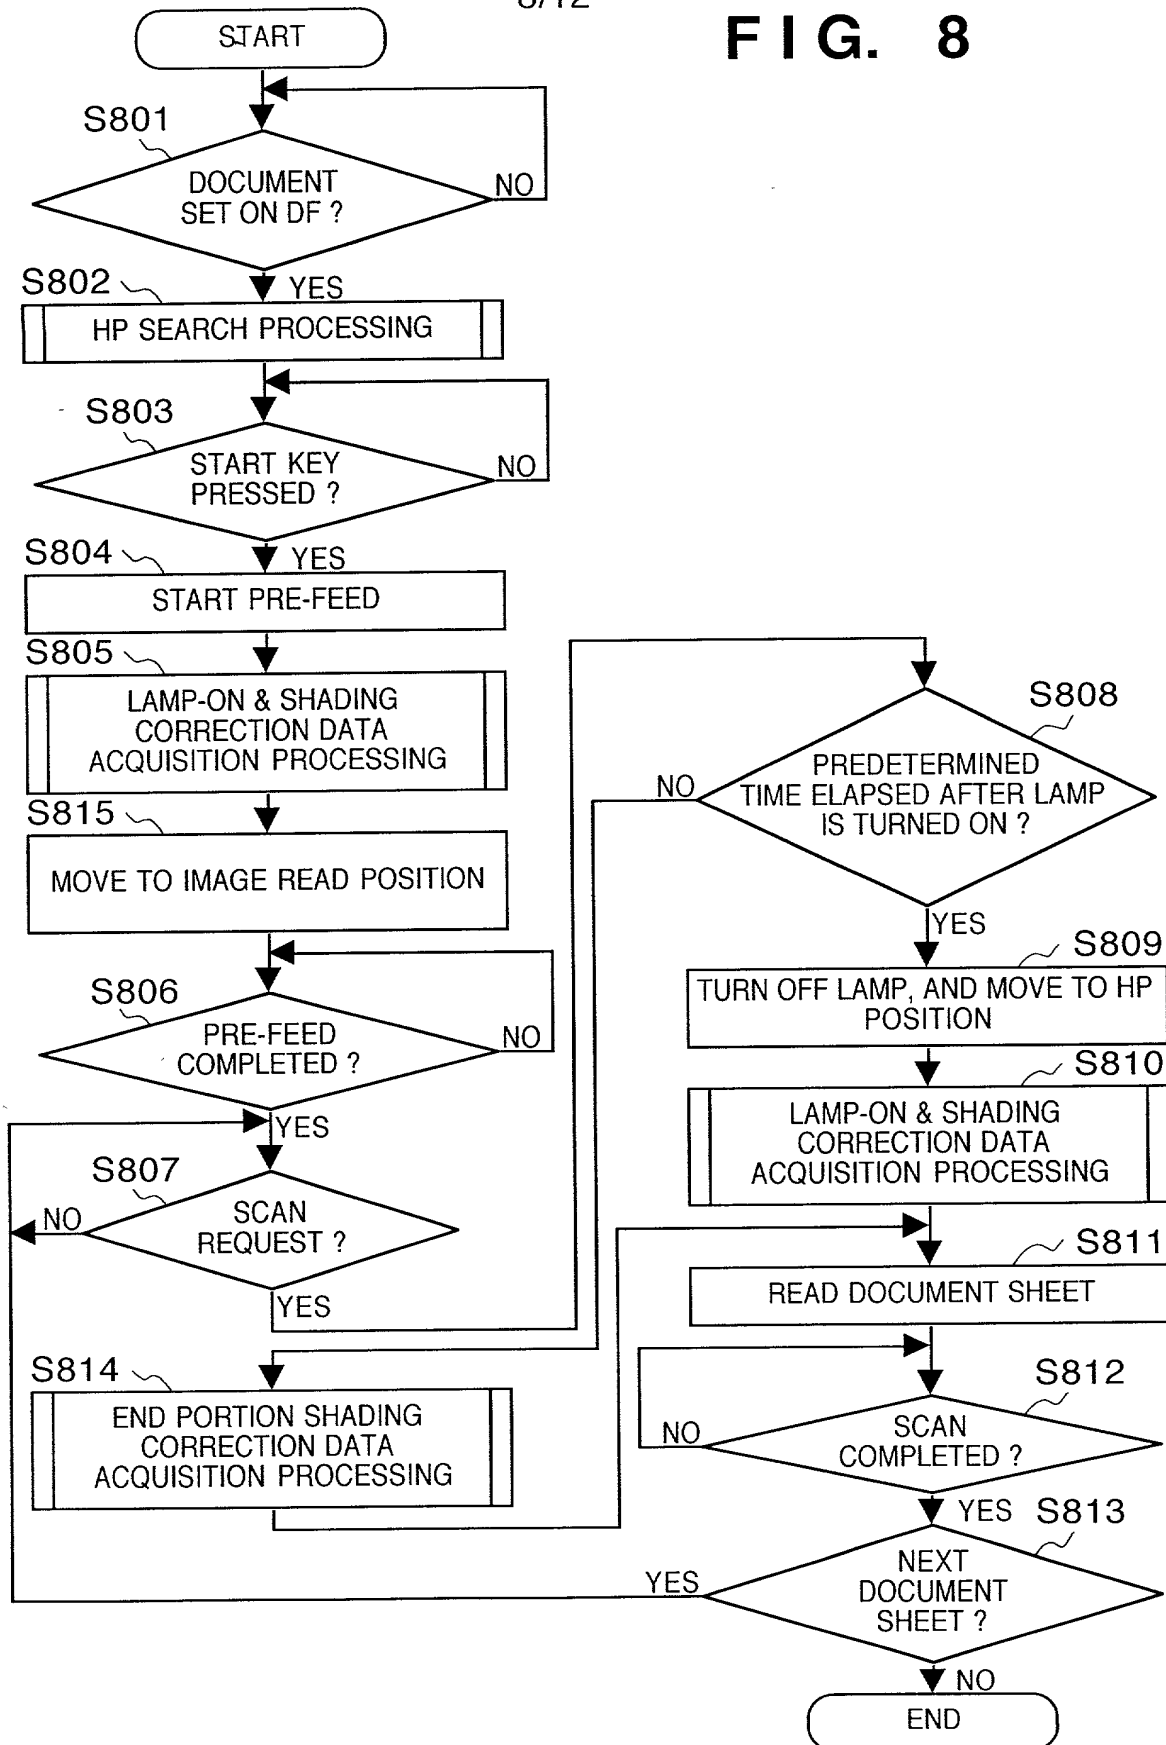 8/12
FIG. 8
START
S801
DOCUMENT
SET ON DF ?
NO
YES
S802
HP SEARCH PROCESSING
S803
START KEY
PRESSED ?
NO
YES
S804
START PRE-FEED
S805
LAMP-ON & SHADING
CORRECTION DATA
ACQUISITION PROCESSING
S815
MOVE TO IMAGE READ POSITION
S806
PRE-FEED
COMPLETED ?
NO
YES
S807
SCAN
REQUEST ?
NO
YES
S814
END PORTION SHADING
CORRECTION DATA
ACQUISITION PROCESSING
S808
PREDETERMINED
TIME ELAPSED AFTER LAMP
IS TURNED ON ?
NO
YES
S809
TURN OFF LAMP, AND MOVE TO HP
POSITION
S810
LAMP-ON & SHADING
CORRECTION DATA
ACQUISITION PROCESSING
S811
READ DOCUMENT SHEET
S812
SCAN
COMPLETED ?
NO
YES
S813
NEXT
DOCUMENT
SHEET ?
YES
NO
END